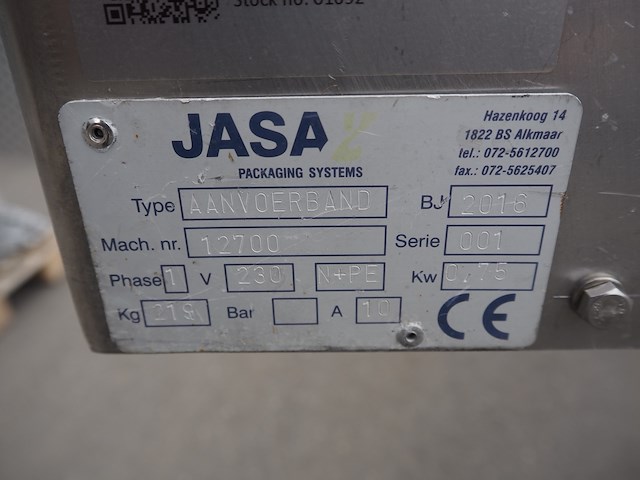 Stock no. 61092
JASA
PACKAGING SYSTEMS
Hazenkoog 14
1822 BS Alkmaar
tel.: 072-5612700
fax.: 072-5625407
Type AANVOERBAND BJ 2016
Mach. nr. 12700 Serie 001
Phase 1 V 230 N+PE Kw 0,75
Kg 219 Bar A 10 CE